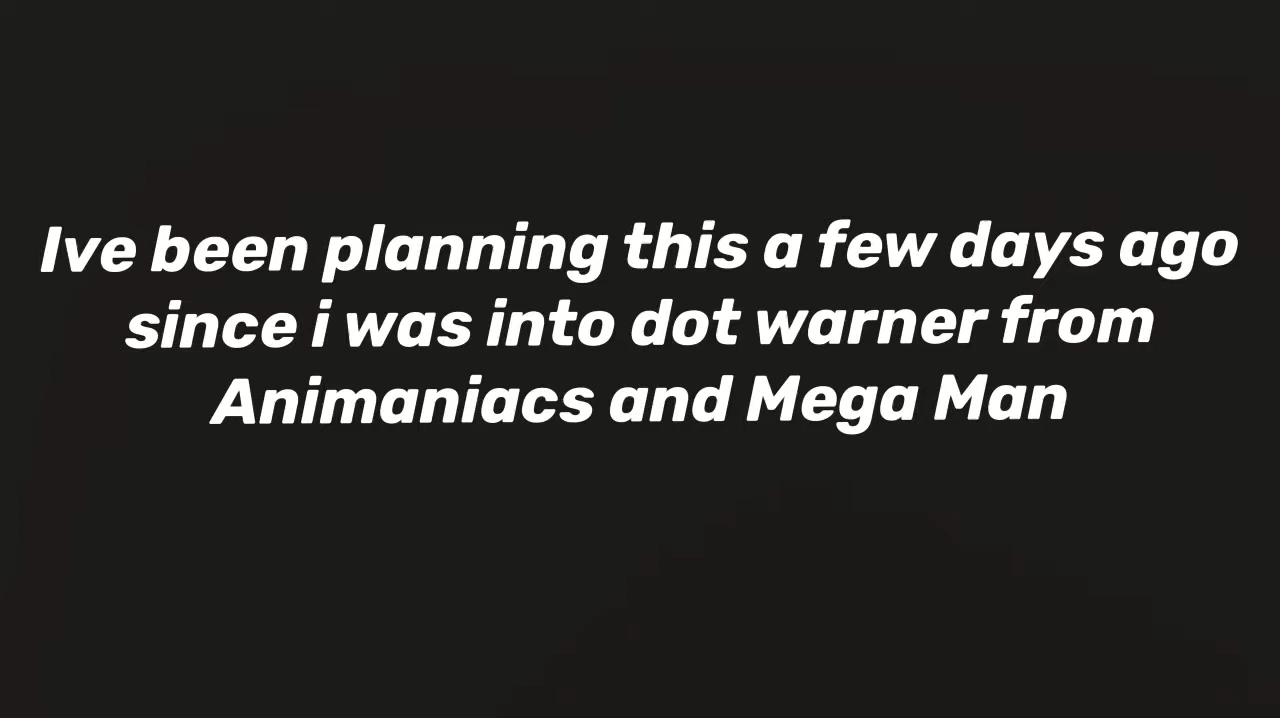 Ive been planning this a few days ago
since i was into dot warner from
Animaniacs and Mega Man